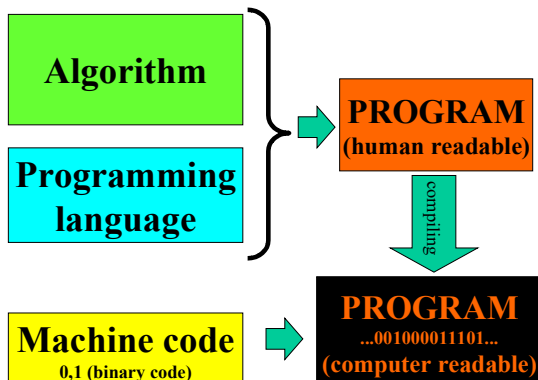 Algorithm
PROGRAM
(human readable)
Programming
language
compiling
Machine code
0,1 (binary code)
PROGRAM
...001000011101...
(computer readable)